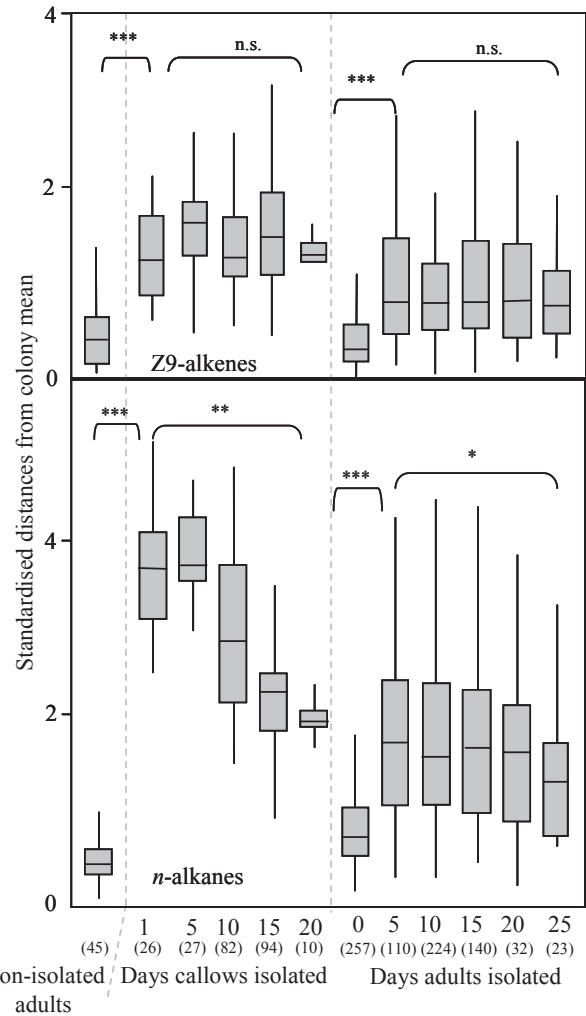 4
***
n.s.
n.s.
***
2
Standardised distances from colony mean
Z9-alkenes
0
***
**
***
*
4
2
n-alkanes
0
1 5 10 15 20 0 5 10 15 20 25
(45) (26) (27) (82) (94) (10) (257) (110) (224) (140) (32) (23)
on-isolated Days callows isolated Days adults isolated
adults